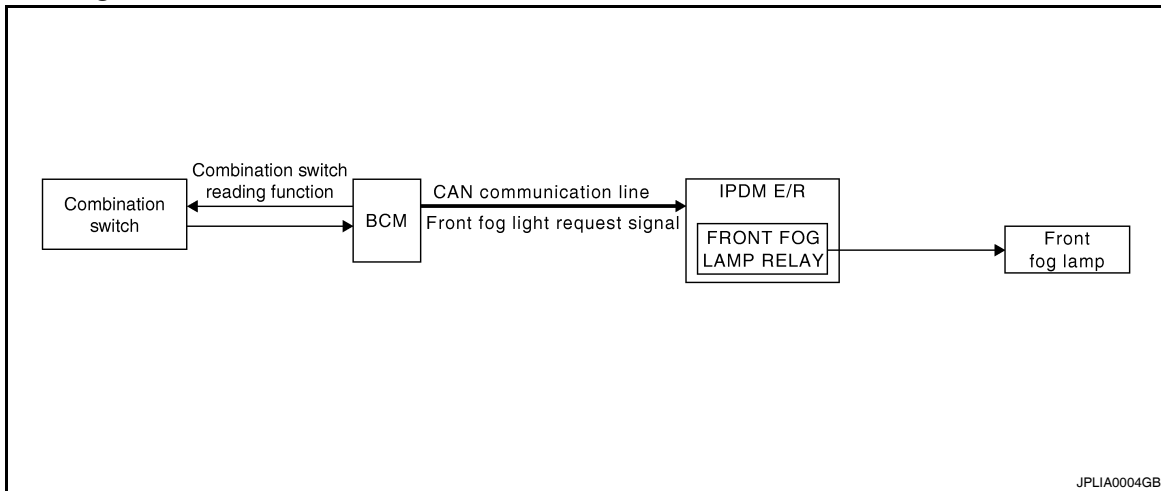 Combination switch
reading function
Combination
switch
BCM
CAN communication line
Front fog light request signal
IPDM E/R
FRONT FOG
LAMP RELAY
Front
fog lamp
JPLIA0004GB